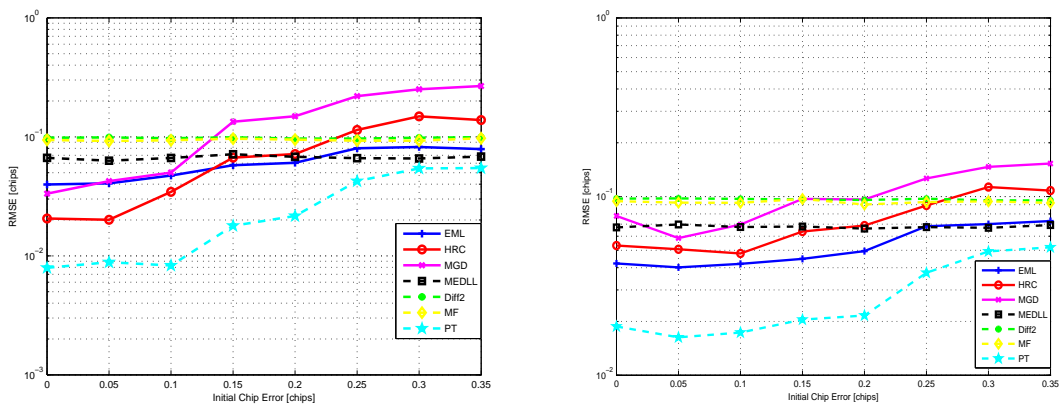 10^0
10^-1
10^-2
10^-3
RMSE [chips]
0 0.05 0.1 0.15 0.2 0.25 0.3 0.35
Initial Chip Error [chips]
EML
HRC
MGD
MEDLL
Diff2
MF
PT
10^0
10^-1
10^-2
RMSE [chips]
0 0.05 0.1 0.15 0.2 0.25 0.3 0.35
Initial Chip Error [chips]
EML
HRC
MGD
MEDLL
Diff2
MF
PT